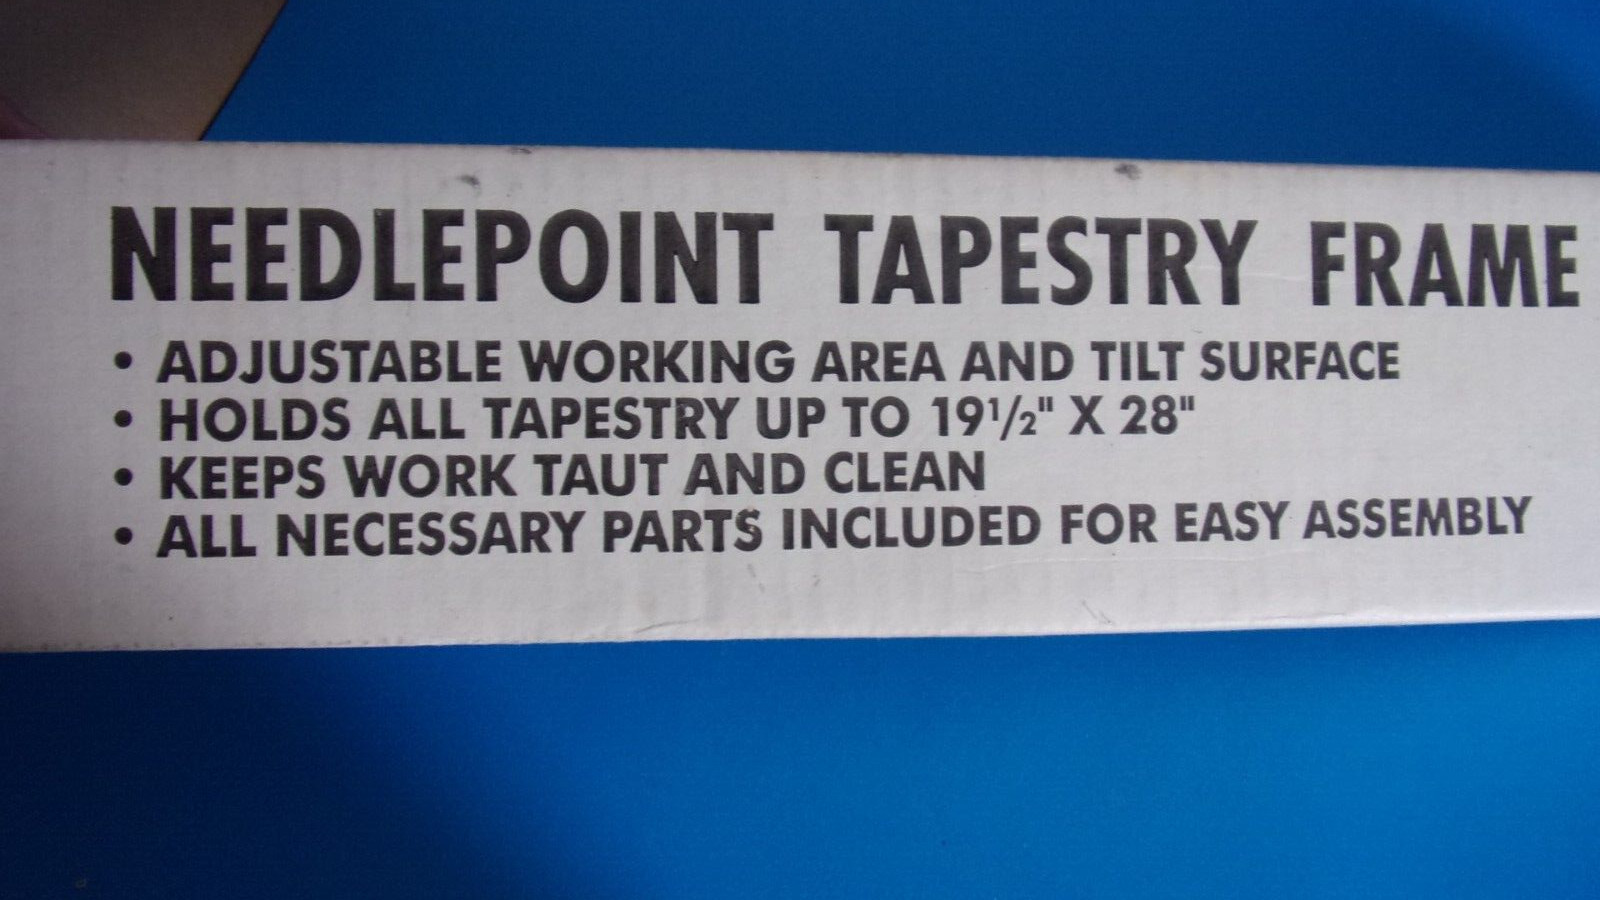 NEEDLEPOINT TAPESTRY FRAME
• ADJUSTABLE WORKING AREA AND TILT SURFACE
• HOLDS ALL TAPESTRY UP TO 19½" X 28"
• KEEPS WORK TAUT AND CLEAN
• ALL NECESSARY PARTS INCLUDED FOR EASY ASSEMBLY